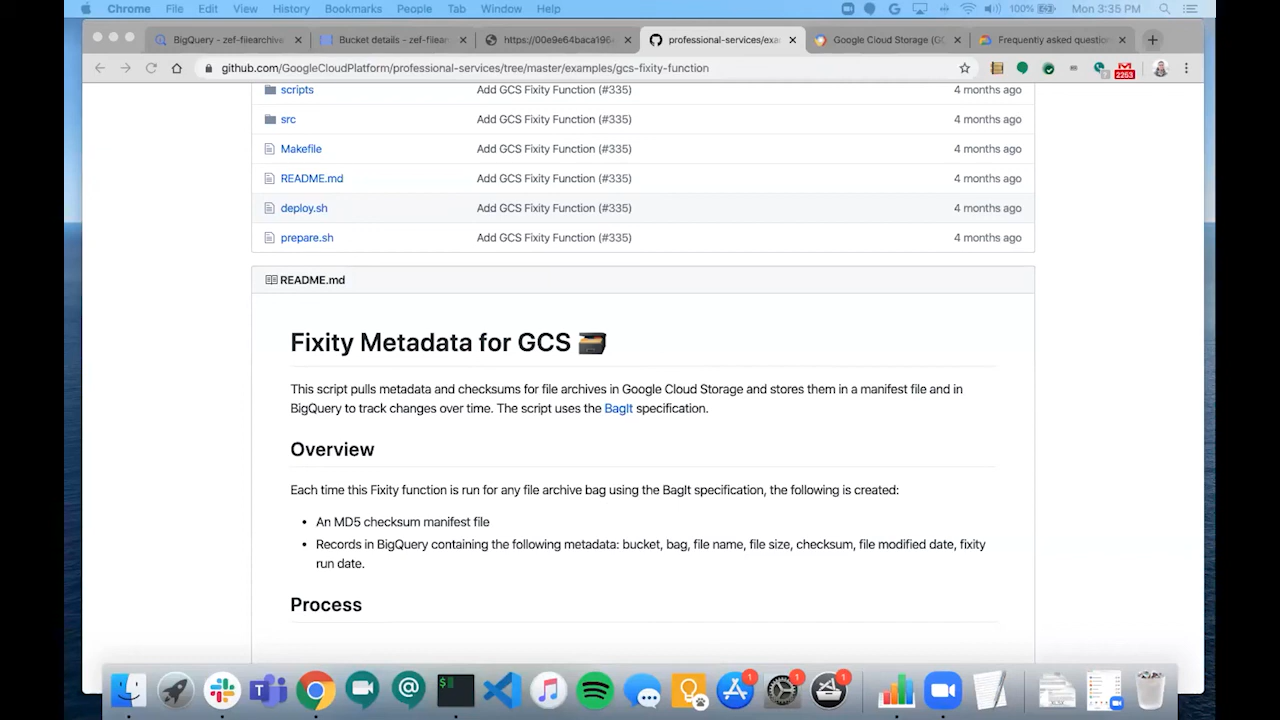 Chrome File Edit View History Bookmarks People Tab Window Help 100% Mon 3:35 PM
BigQuery - zef-filearchive Bucket details - zef-filear https://00e9e64baca196 professional-services/exa Google Cloud Storage (GC Frequently asked question
github.com/GoogleCloudPlatform/professional-services/tree/master/examples/gcs-fixity-function 2263
scripts Add GCS Fixity Function (#335) 4 months ago
src Add GCS Fixity Function (#335) 4 months ago
Makefile Add GCS Fixity Function (#335) 4 months ago
README.md Add GCS Fixity Function (#335) 4 months ago
deploy.sh Add GCS Fixity Function (#335) 4 months ago
prepare.sh Add GCS Fixity Function (#335) 4 months ago
README.md
Fixity Metadata for GCS
This script pulls metadata and checksums for file archives in Google Cloud Storage and stores them in a manifest file and in
BigQuery to track changes over time. The script uses the BagIt specification.
Overview
Each time this Fixity function is run for any file archive bag using the BagIt specification, the following is created:
• An MD5 checksum manifest file
• Records in BigQuery containing the following metadata: bucket, bag, file name, file size, checksum, file modified date, fixity
run date.
Process
1 1 1